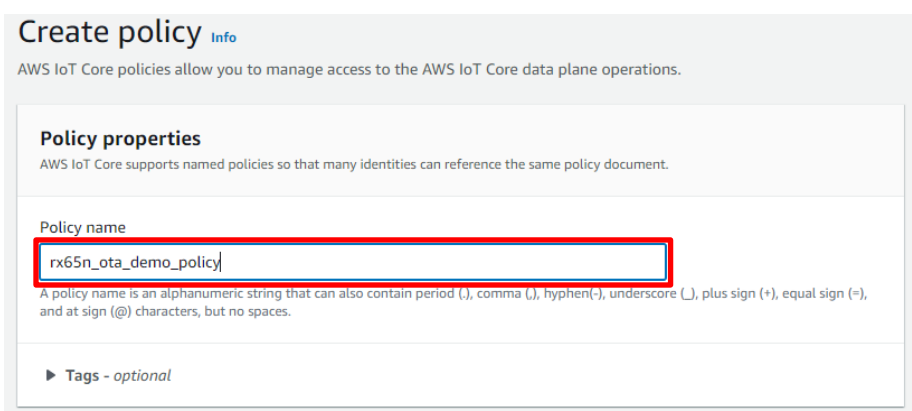 Create policy Info
AWS IoT Core policies allow you to manage access to the AWS IoT Core data plane operations.
Policy properties
AWS IoT Core supports named policies so that many identities can reference the same policy document.
Policy name
rx65n_ota_demo_policy
A policy name is an alphanumeric string that can also contain period (.), comma (,), hyphen(-), underscore (_), plus sign (+), equal sign (=),
and at sign (@) characters, but no spaces.
Tags - optional